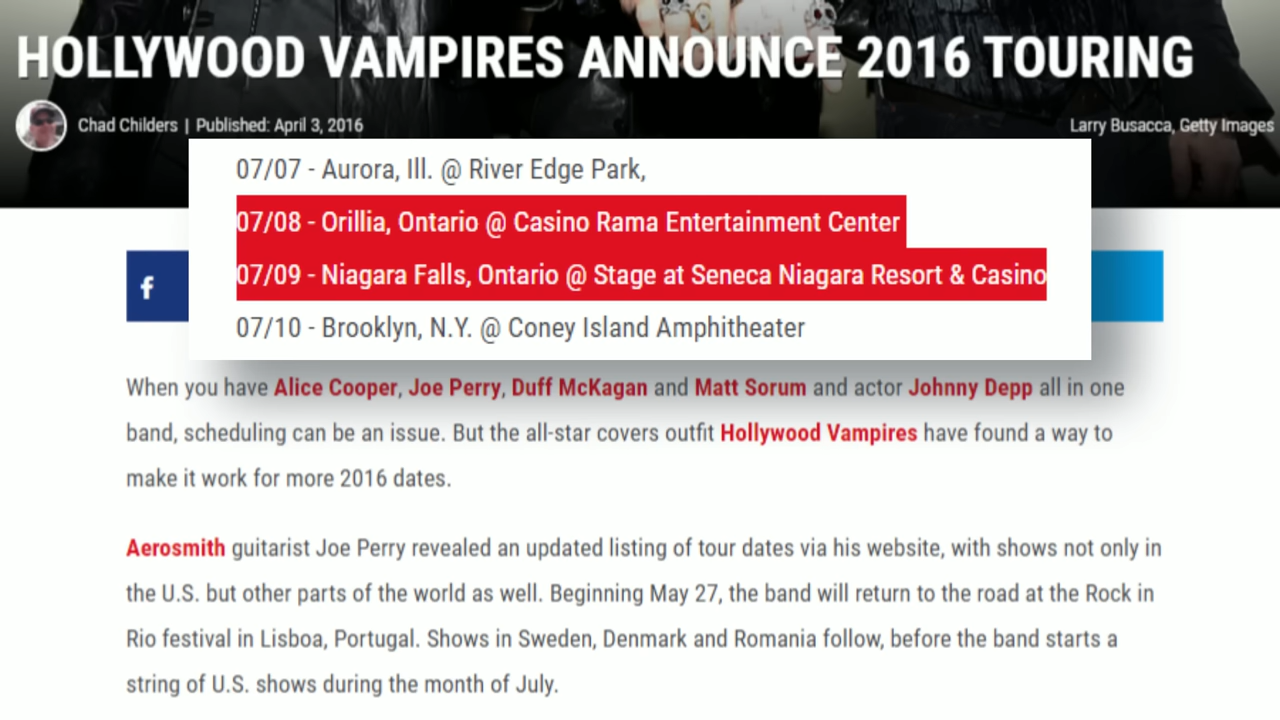 HOLLYWOOD VAMPIRES ANNOUNCE 2016 TOURING
Chad Childers | Published: April 3, 2016
Larry Busacca, Getty Images
07/07 - Aurora, Ill. @ River Edge Park,
07/08 - Orillia, Ontario @ Casino Rama Entertainment Center
07/09 - Niagara Falls, Ontario @ Stage at Seneca Niagara Resort & Casino
07/10 - Brooklyn, N.Y. @ Coney Island Amphitheater
f
When you have Alice Cooper, Joe Perry, Duff McKagan and Matt Sorum and actor Johnny Depp all in one
band, scheduling can be an issue. But the all-star covers outfit Hollywood Vampires have found a way to
make it work for more 2016 dates.
Aerosmith guitarist Joe Perry revealed an updated listing of tour dates via his website, with shows not only in
the U.S. but other parts of the world as well. Beginning May 27, the band will return to the road at the Rock in
Rio festival in Lisboa, Portugal. Shows in Sweden, Denmark and Romania follow, before the band starts a
string of U.S. shows during the month of July.